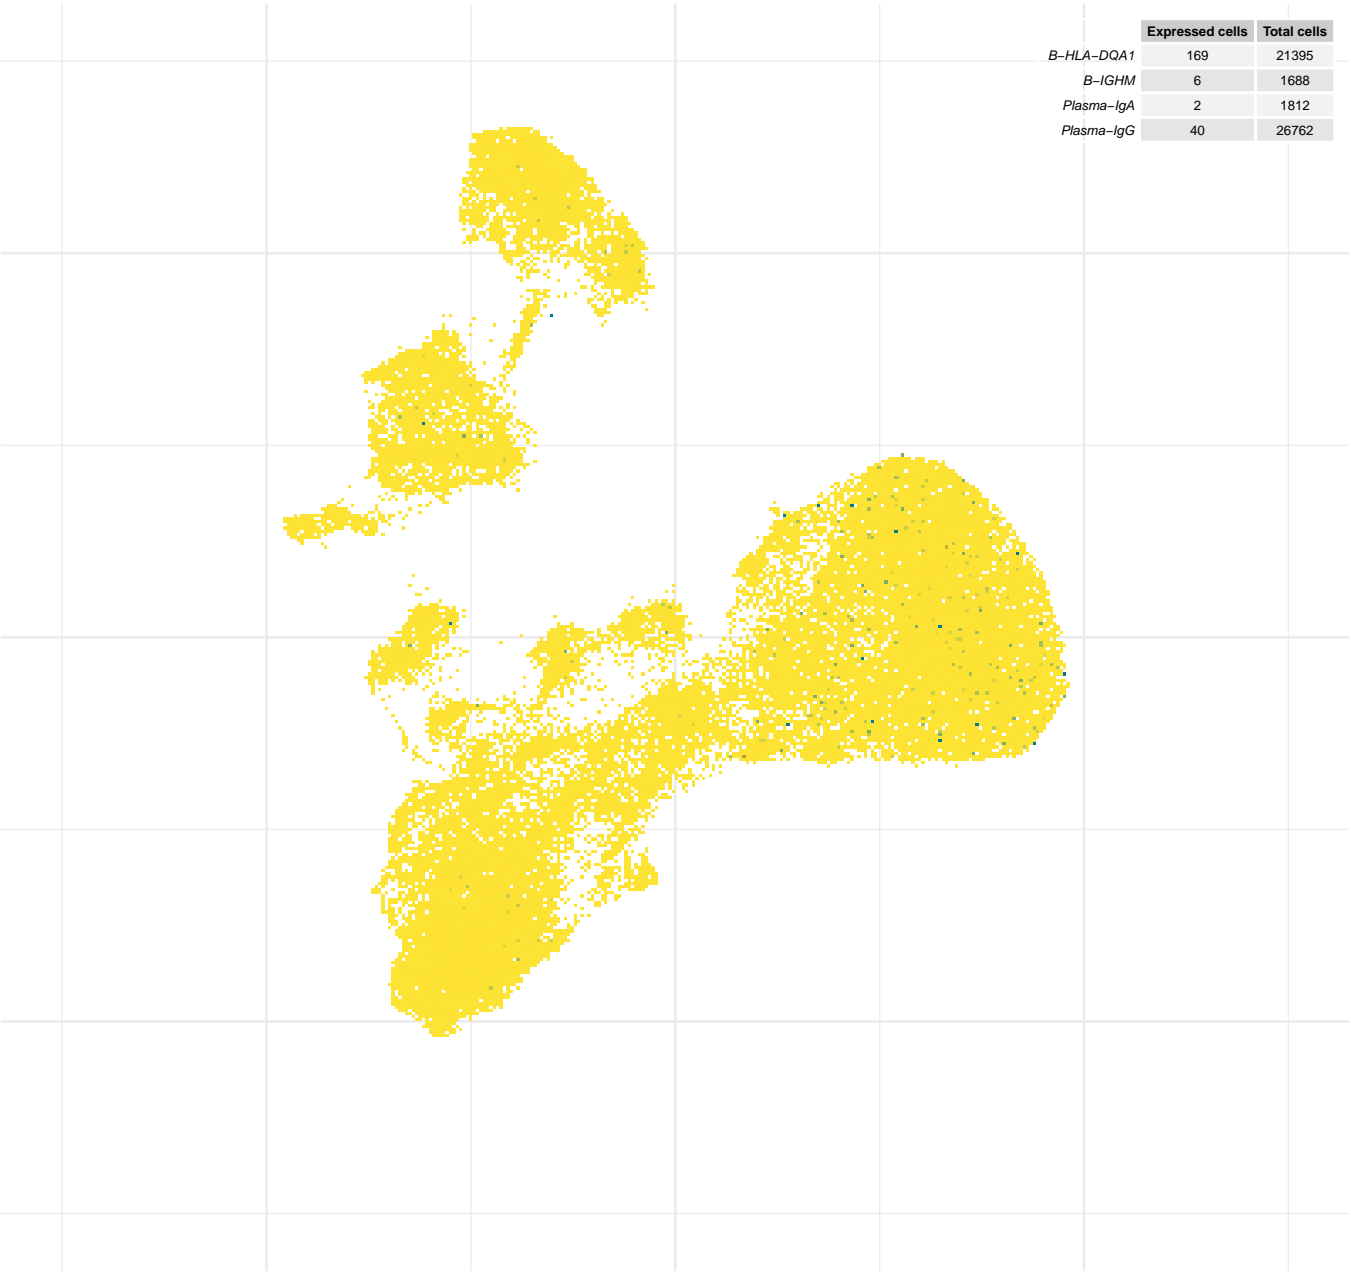 Expressed cells Total cells
B−HLA−DQA1 169 21395
B−IGHM 6 1688
Plasma−IgA 2 1812
Plasma−IgG 40 26762